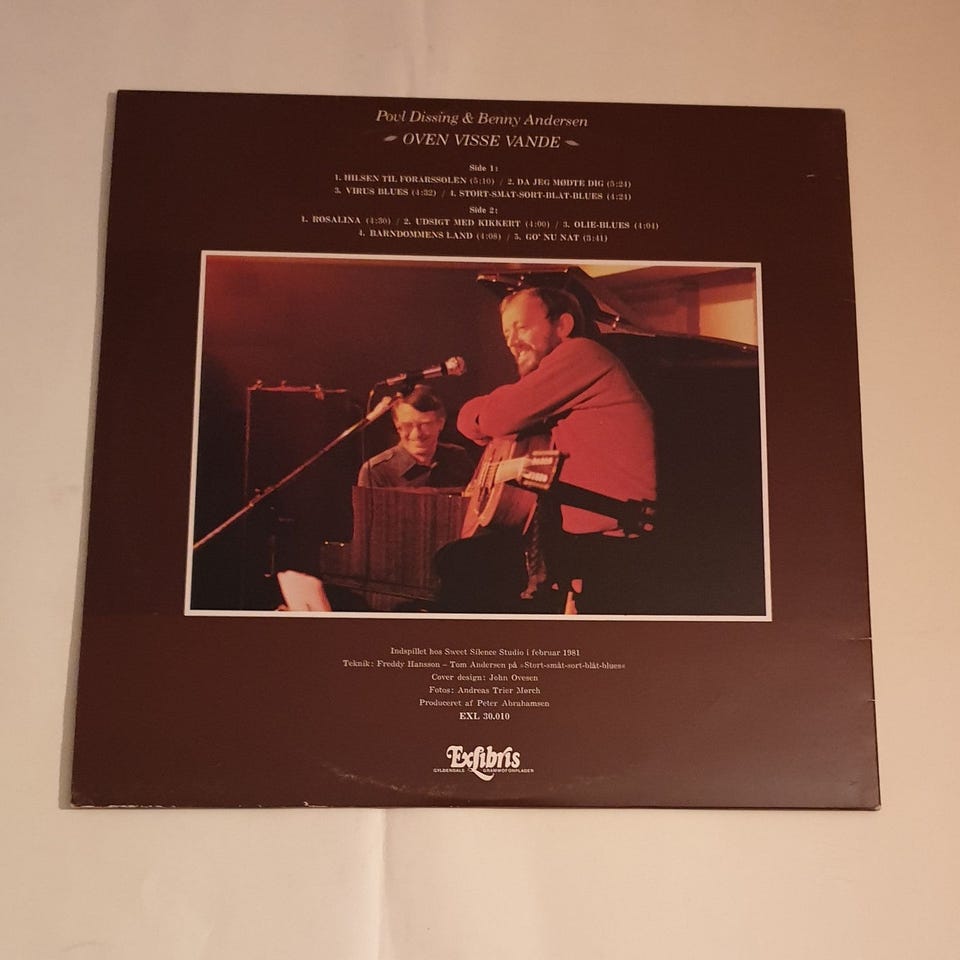 Povl Dissing & Benny Andersen
OVEN VISSE VANDE
Side 1:
1. HILSEN TIL FORÅRSSOLEN (5:10) / 2. DA JEG MØDTE DIG (5:24)
3. VIRUS BLUES (4:32) / 4. STORT-SMÅT-SORT-BLÅT-BLUES (4:24)
Side 2:
1. ROSALINA (4:30) / 2. UDSIGT MED KIKKERT (4:00) / 3. OLIE-BLUES (4:04)
4. BARNDOMMENS LAND (4:08) / 5. GO' NU NAT (3:41)
Indspillet hos Sweet Silence Studio i februar 1981
Teknik: Freddy Hansson – Tom Andersen på »Stort-småt-sort-blåt-blues«
Cover design: John Ovesen
Fotos: Andreas Trier Mørch
Produceret af Peter Abrahamsen
EXL 30.010
Exlibris
GYLDENDALS GRAMMOFONPLADER